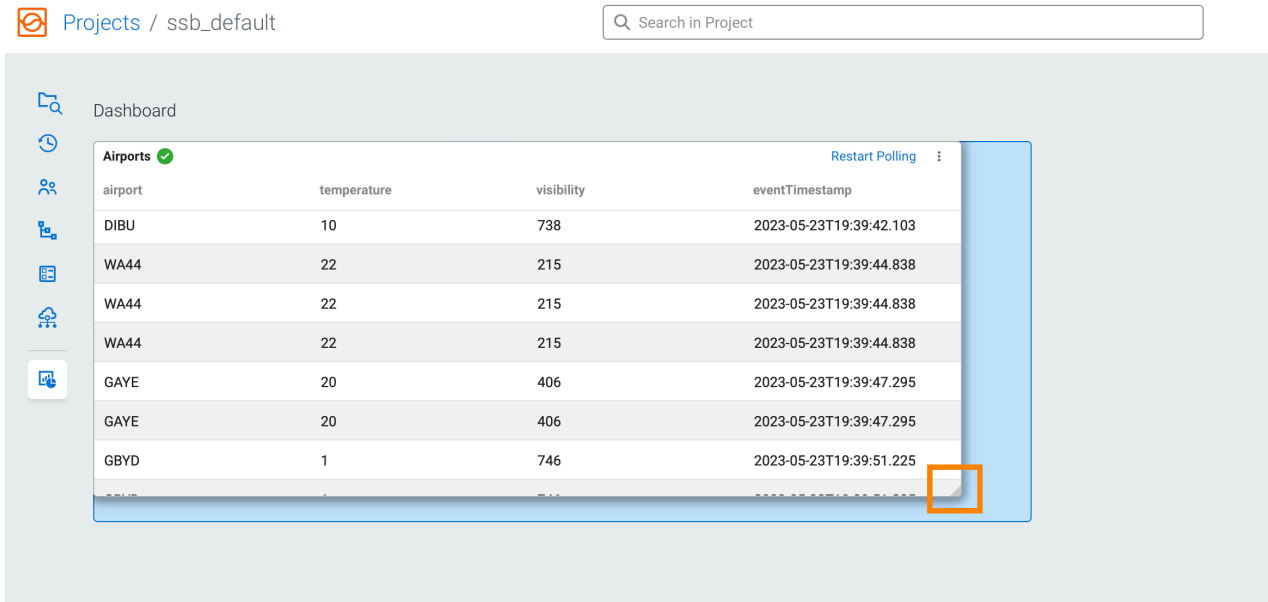 Projects / ssb_default
Search in Project
Dashboard
Airports
Restart Polling
airport temperature visibility eventTimestamp
DIBU 10 738 2023-05-23T19:39:42.103
WA44 22 215 2023-05-23T19:39:44.838
WA44 22 215 2023-05-23T19:39:44.838
WA44 22 215 2023-05-23T19:39:44.838
GAYE 20 406 2023-05-23T19:39:47.295
GAYE 20 406 2023-05-23T19:39:47.295
GBYD 1 746 2023-05-23T19:39:51.225